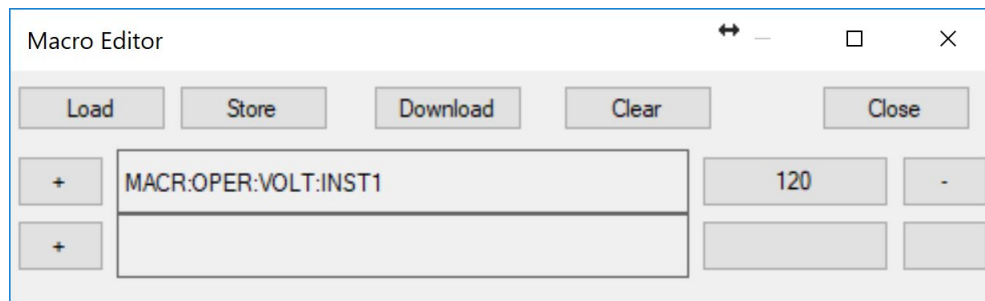 Macro Editor
Load Store Download Clear Close
+ MACR:OPER:VOLT:INST1 120 -
+